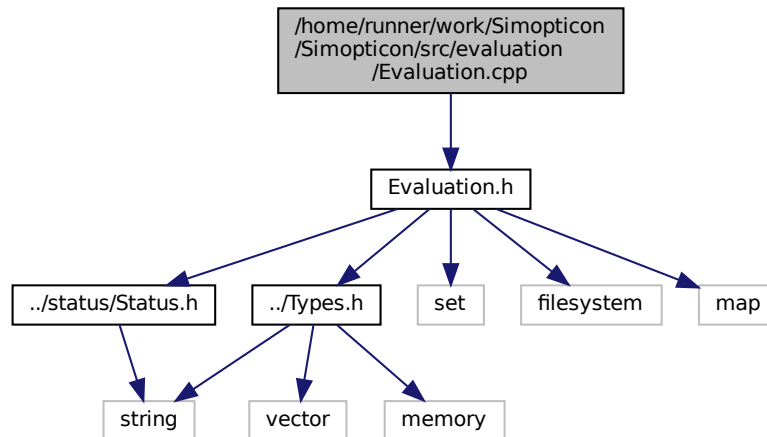 /home/runner/work/Simopticon
/Simopticon/src/evaluation
/Evaluation.cpp
Evaluation.h
../status/Status.h
../Types.h
set
filesystem
map
string
vector
memory